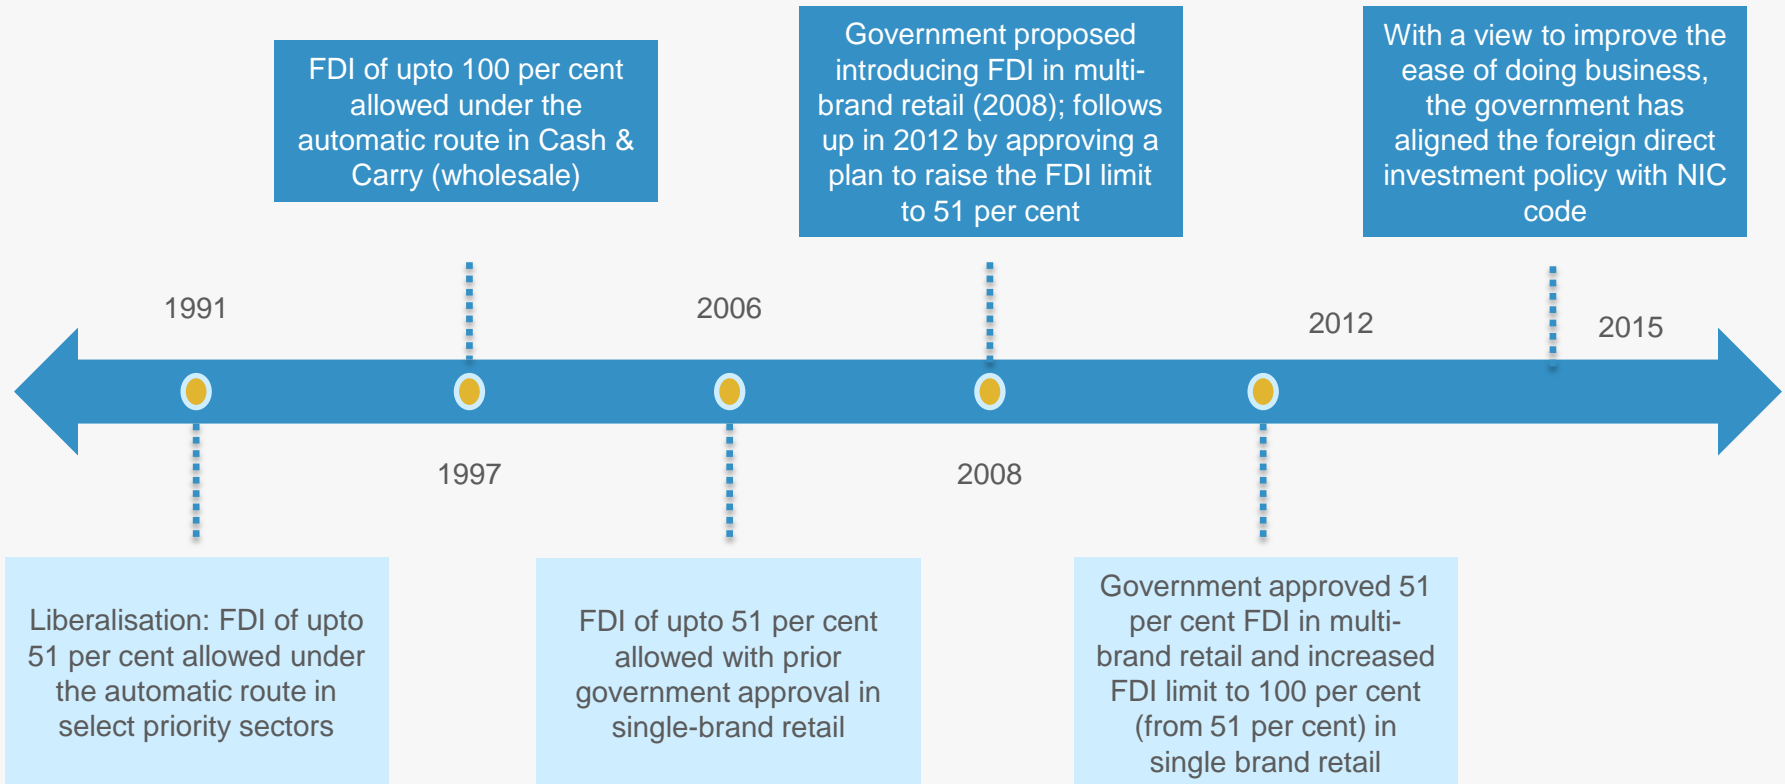 FDI of upto 100 per cent
allowed under the
automatic route in Cash &
Carry (wholesale)
Government proposed
introducing FDI in multi-
brand retail (2008); follows
up in 2012 by approving a
plan to raise the FDI limit
to 51 per cent
With a view to improve the
ease of doing business,
the government has
aligned the foreign direct
investment policy with NIC
code
1991
2006
2012
2015
1997
2008
Liberalisation: FDI of upto
51 per cent allowed under
the automatic route in
select priority sectors
FDI of upto 51 per cent
allowed with prior
government approval in
single-brand retail
Government approved 51
per cent FDI in multi-
brand retail and increased
FDI limit to 100 per cent
(from 51 per cent) in
single brand retail